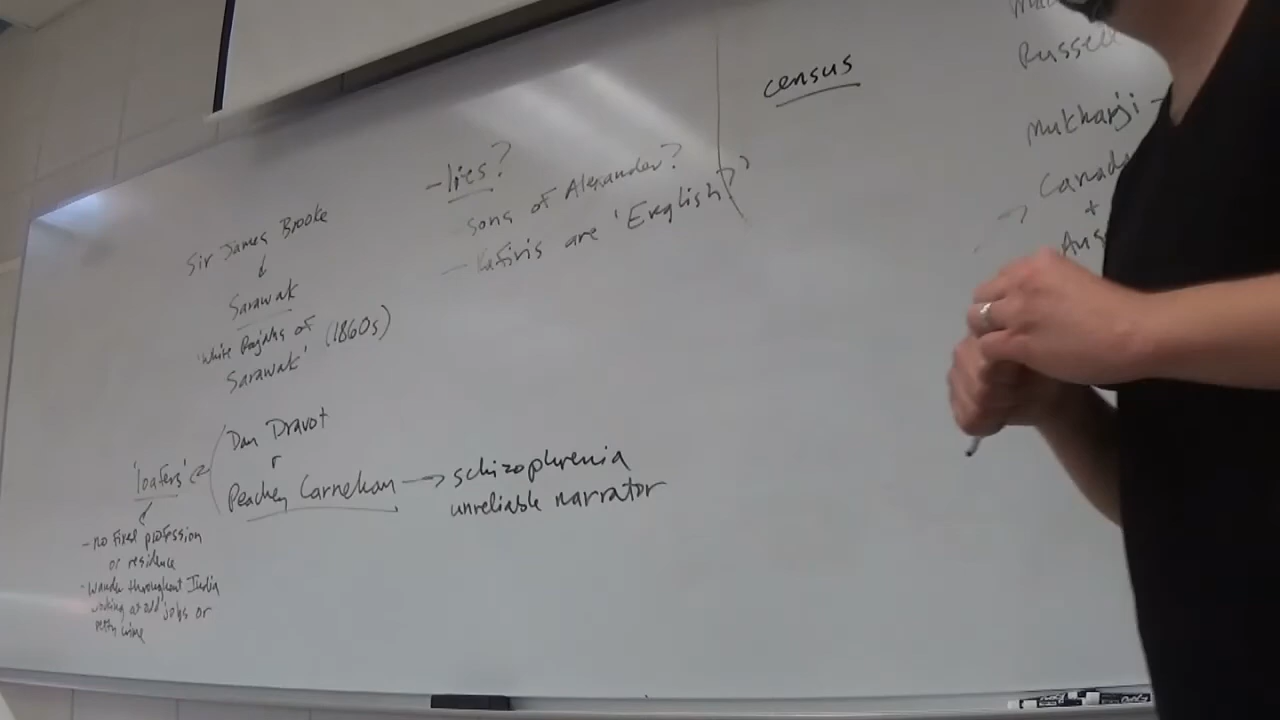 Sir James Brooke
↓
Sarawak
'White Rajahs of
Sarawak' (1860s)
Dan Dravot
Peachey Carnehan → schizophrenia
unreliable narrator
'loafers'
- no fixed profession
or residence
- Wander throughout India
working at odd jobs or
petty crime
- lies?
sons of Alexander?
- Kafiris are 'English'?
census
Russell
Mukharji -
→ Canada
+
Aus